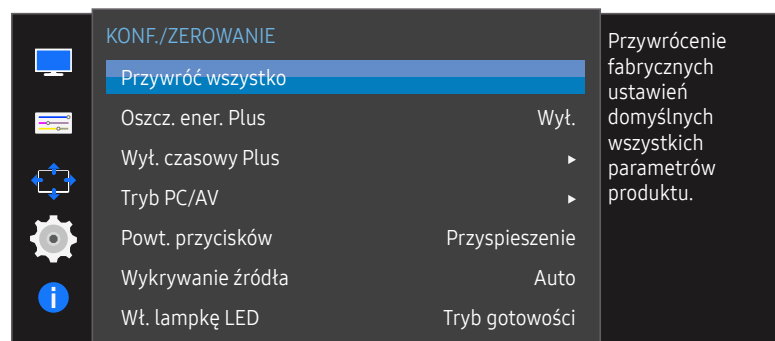 KONF./ZEROWANIE
Przywróć wszystko
Oszcz. ener. Plus Wył.
Wył. czasowy Plus
Tryb PC/AV
Powt. przycisków Przyspieszenie
Wykrywanie źródła Auto
Wł. lampkę LED Tryb gotowości
Przywrócenie
fabrycznych
ustawień
domyślnych
wszystkich
parametrów
produktu.